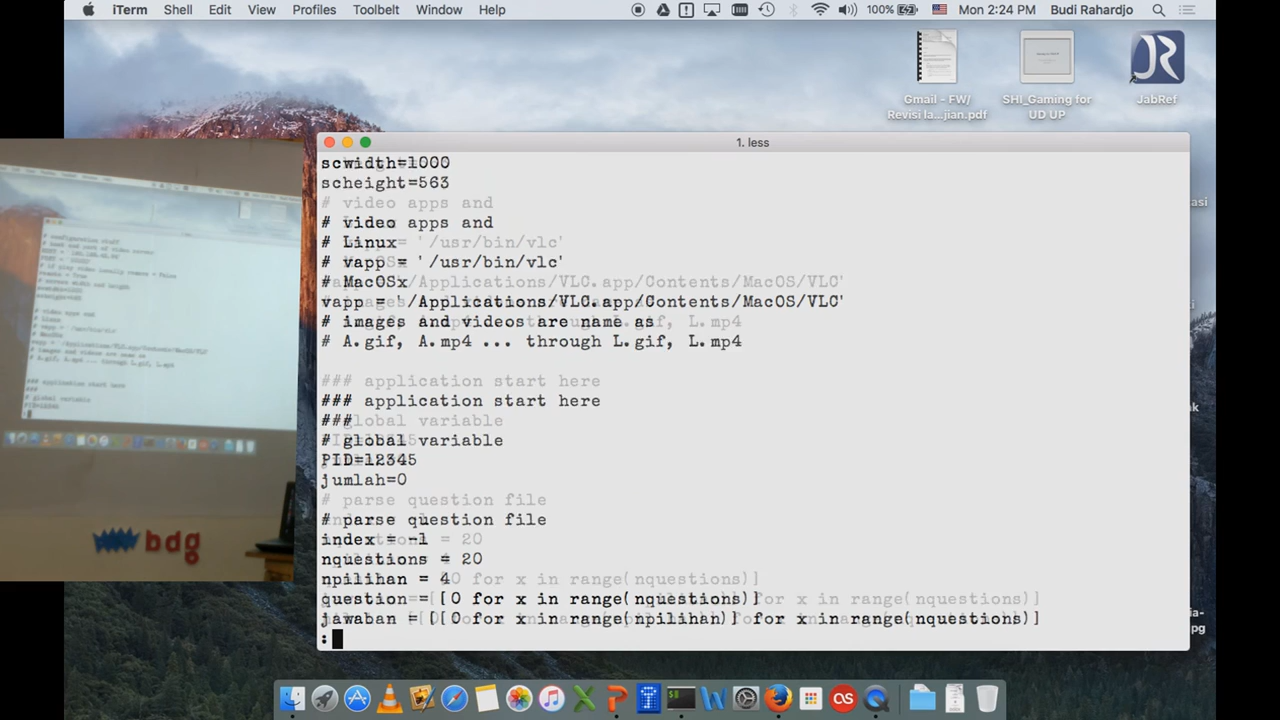 iTerm Shell Edit View Profiles Toolbelt Window Help 100% Mon 2:24 PM Budi Rahardjo
Gmail - FW/
Revisi la...jian.pdf
SHI_Gaming for
UD UP
JabRef
1. less
scwidth=1000
scheight=563
# video apps and
# Linux
# vapp = '/usr/bin/vlc'
# MacOSx
vapp = '/Applications/VLC.app/Contents/MacOS/VLC'
# images and videos are name as
# A.gif, A.mp4 ... through L.gif, L.mp4
### application start here
###
# global variable
PID=12345
jumlah=0
# parse question file
index = -1
nquestions = 20
npilihan = 4
question = [0 for x in range(nquestions)]
jawaban = [[0 for x in range(npilihan)] for x in range(nquestions)]
:
bdg